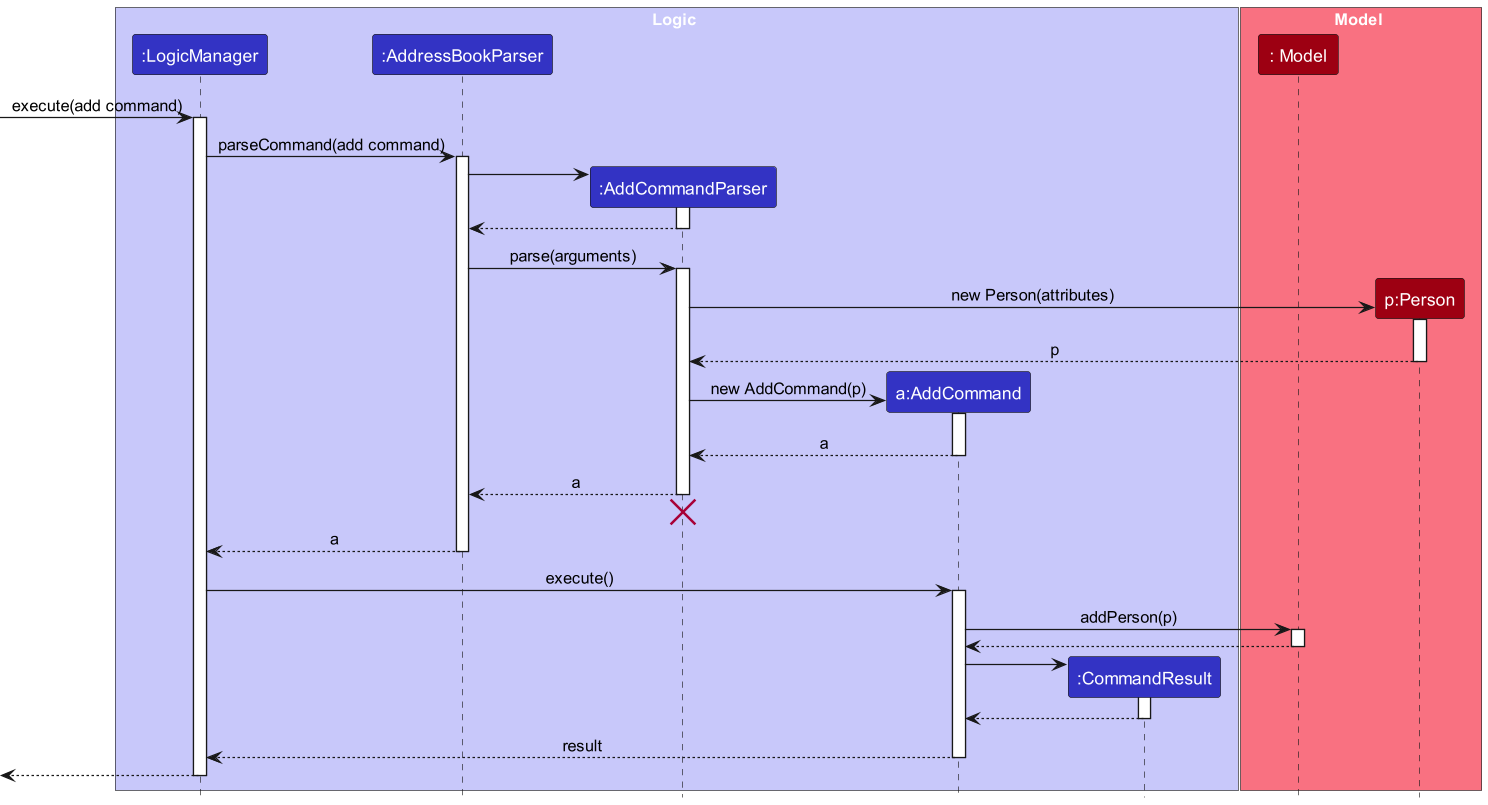 Logic
Model
:LogicManager
:AddressBookParser
: Model
execute(add command)
parseCommand(add command)
:AddCommandParser
parse(arguments)
new Person(attributes)
p:Person
p
new AddCommand(p)
a:AddCommand
a
a
a
execute()
addPerson(p)
:CommandResult
result